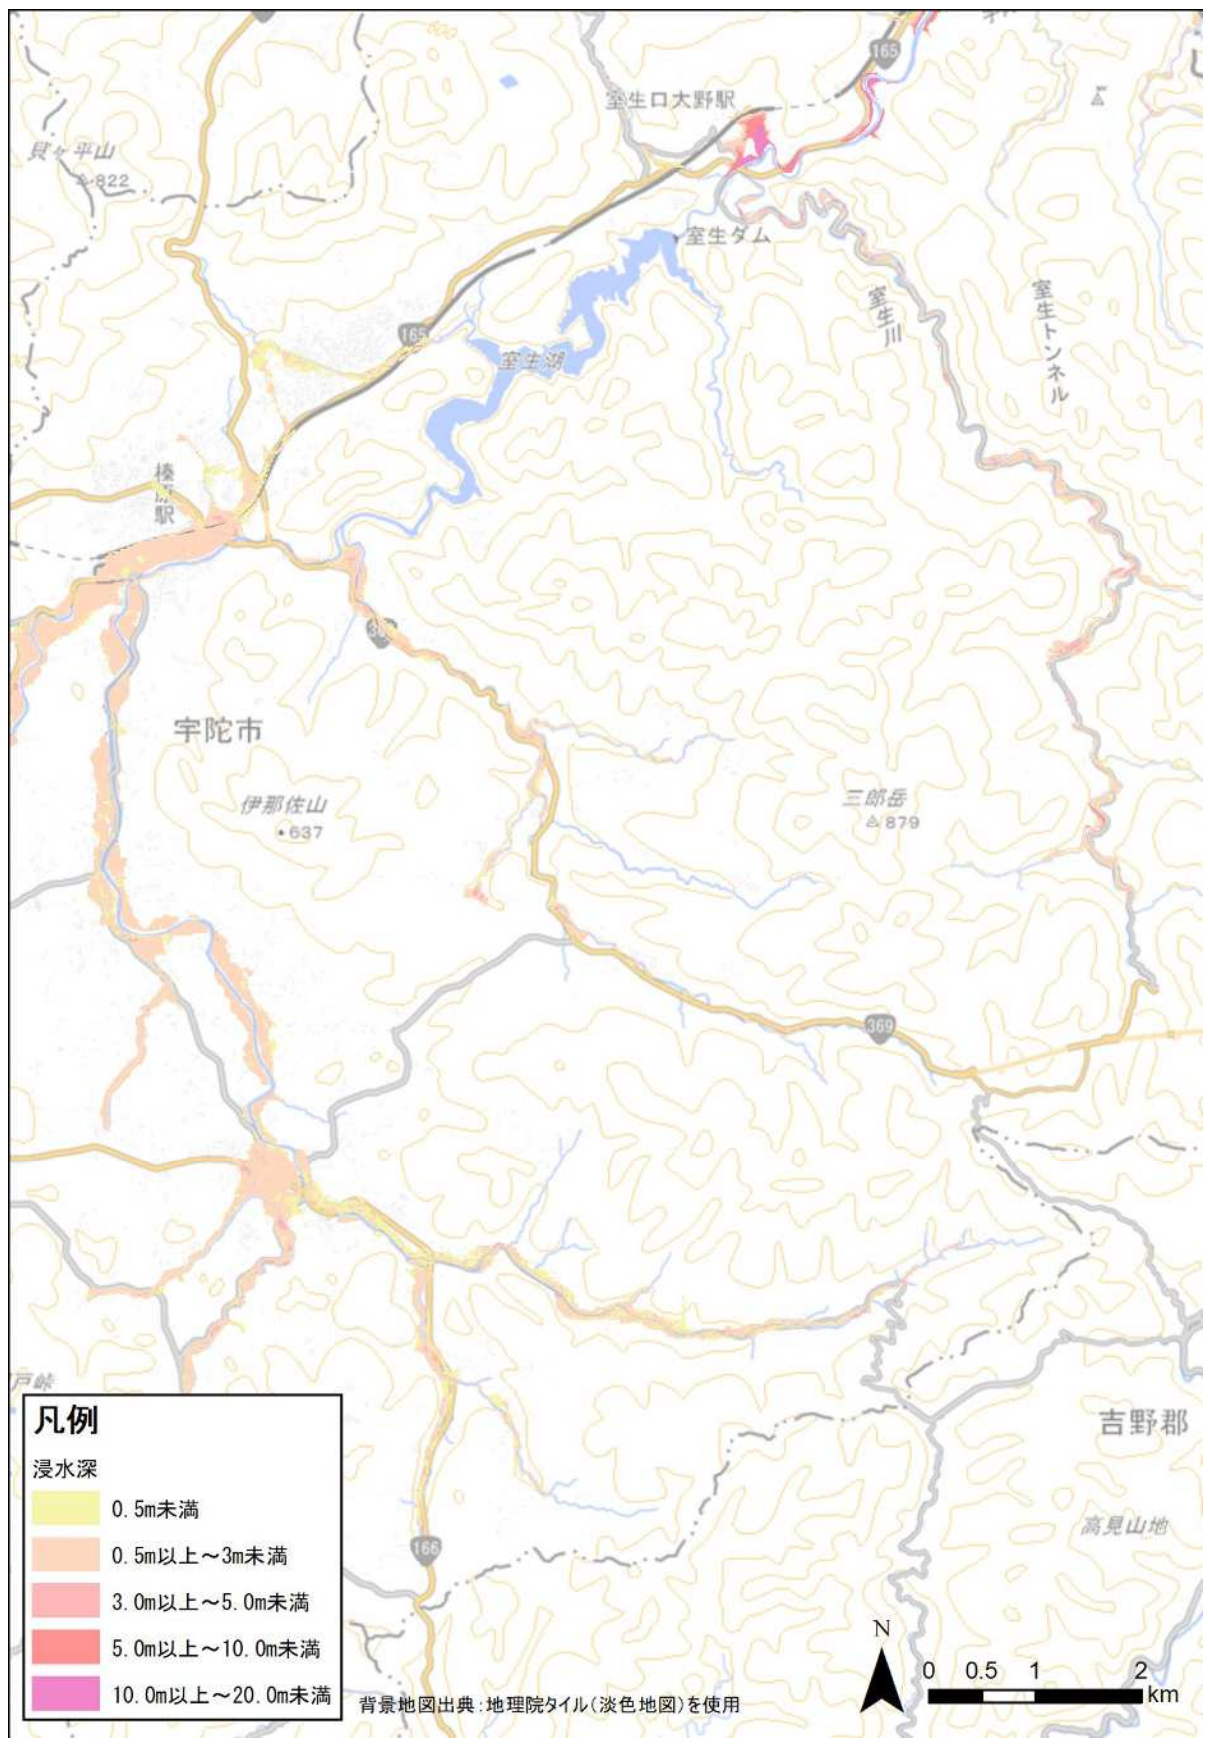 165
室生口大野駅
貝ヶ平山
822
室生ダム
室生川
室生トンネル
165
室生湖
榛原駅
宇陀市
伊那佐山
637
三郎岳
879
369
戸峠
吉野郡
高見山地
166
凡例
浸水深
0.5m未満
0.5m以上～3m未満
3.0m以上～5.0m未満
5.0m以上～10.0m未満
10.0m以上～20.0m未満
背景地図出典:地理院タイル(淡色地図)を使用
N
0 0.5 1 2
km